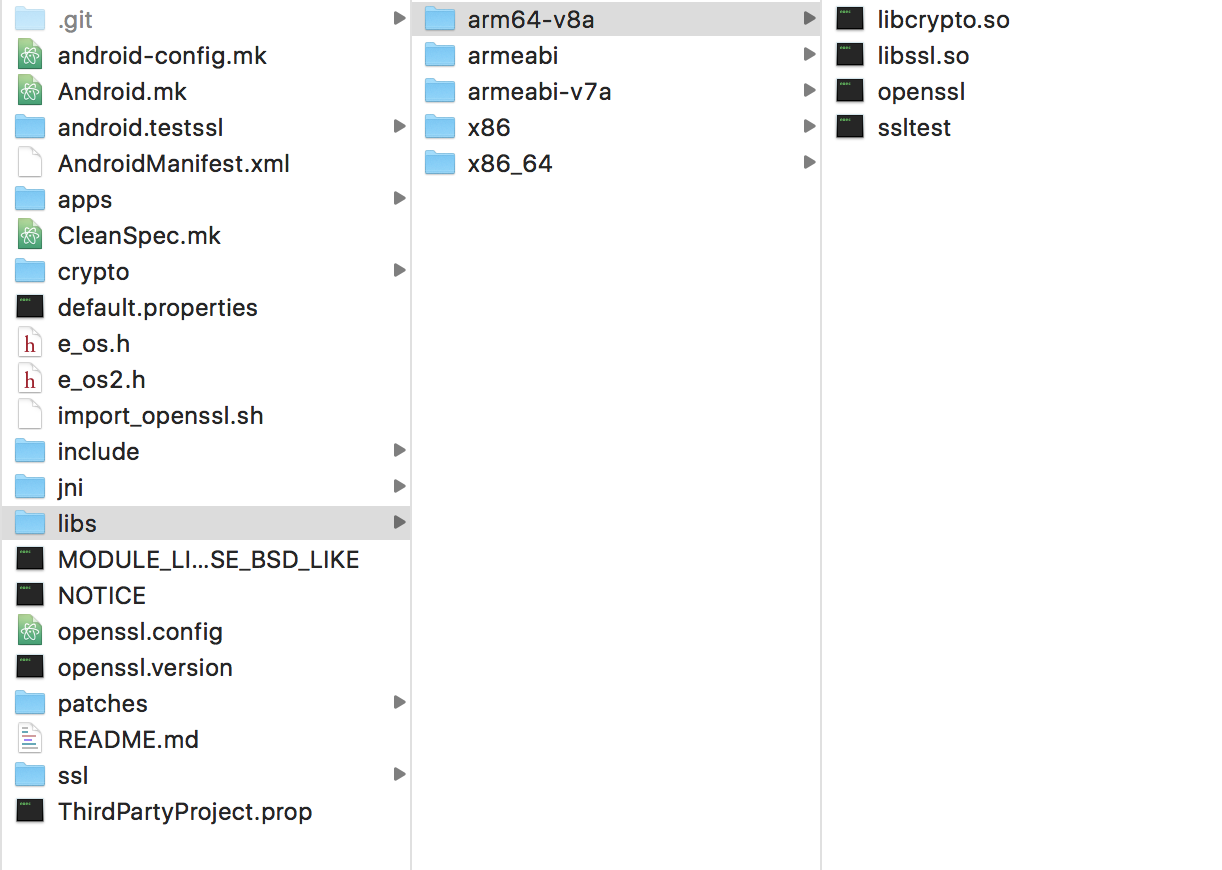 .git
android-config.mk
Android.mk
android.testssl
AndroidManifest.xml
apps
CleanSpec.mk
crypto
default.properties
e_os.h
e_os2.h
import_openssl.sh
include
jni
libs
MODULE_LI...SE_BSD_LIKE
NOTICE
openssl.config
openssl.version
patches
README.md
ssl
ThirdPartyProject.prop
arm64-v8a
armeabi
armeabi-v7a
x86
x86_64
libcrypto.so
libssl.so
openssl
ssltest